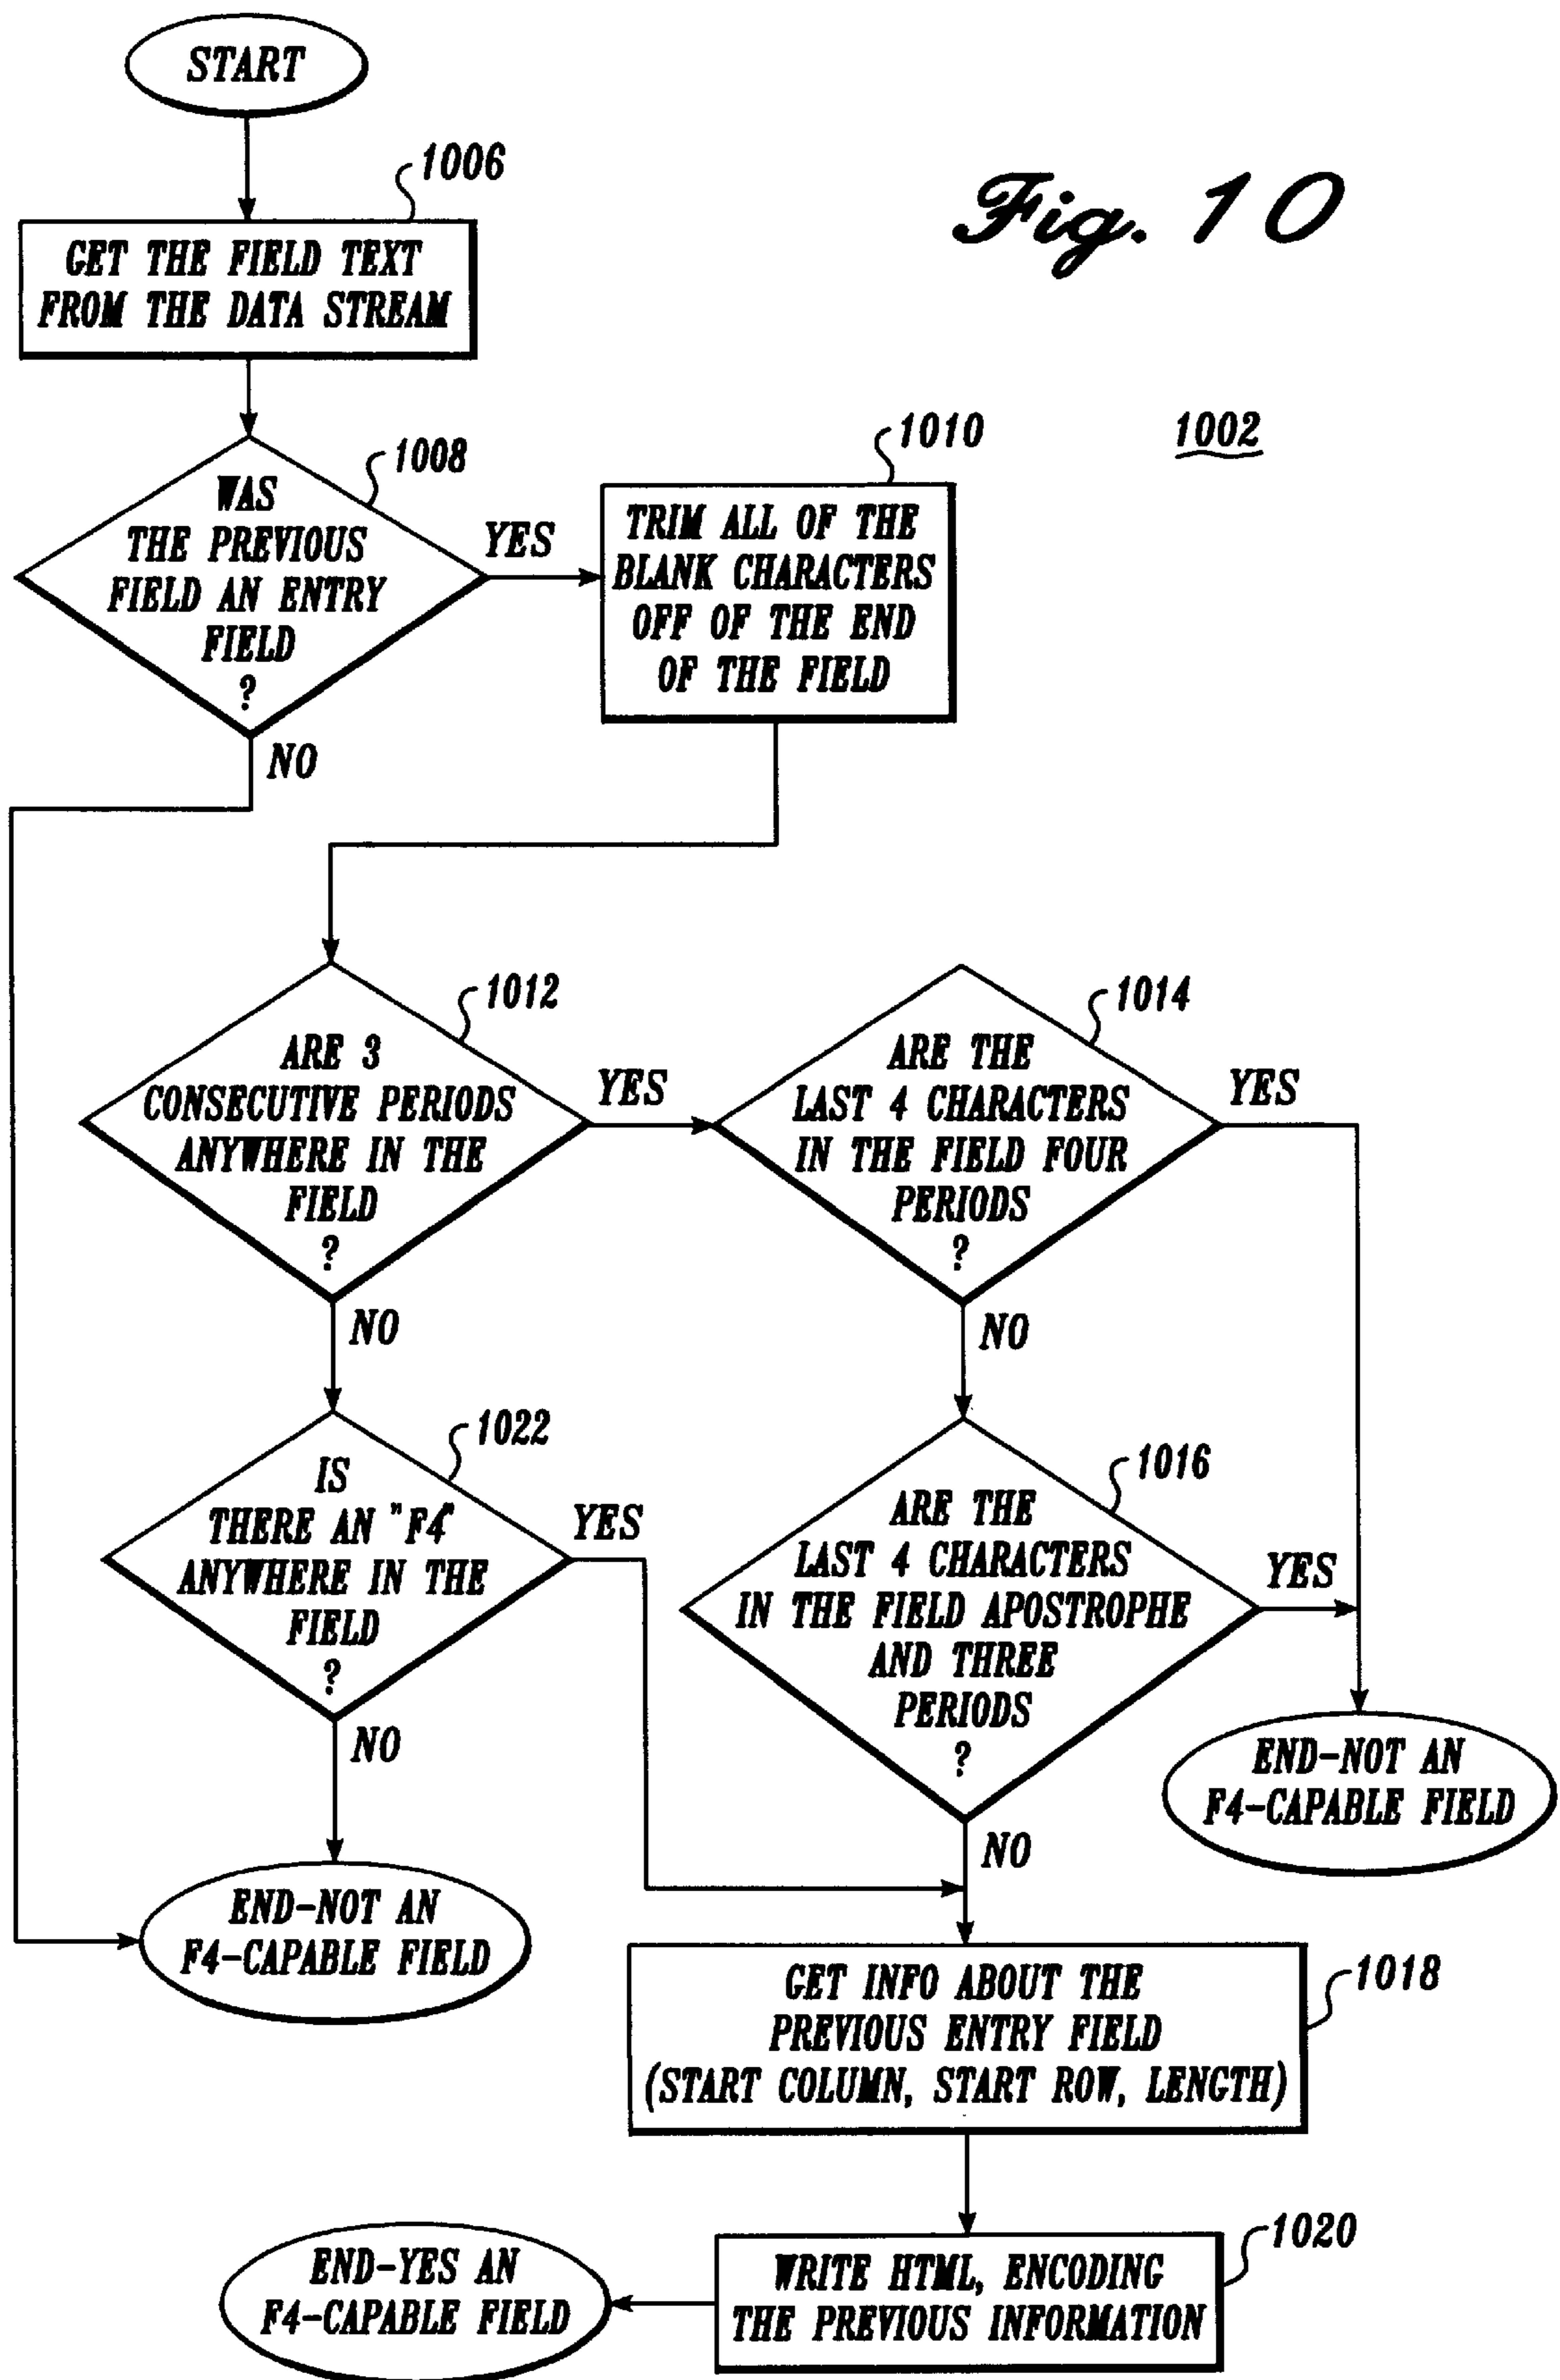 START
1006
Fig. 10
GET THE FIELD TEXT
FROM THE DATA STREAM
1002
1008
WAS
THE PREVIOUS
FIELD AN ENTRY
FIELD
?
YES
NO
1010
TRIM ALL OF THE
BLANK CHARACTERS
OFF OF THE END
OF THE FIELD
1012
ARE 3
CONSECUTIVE PERIODS
ANYWHERE IN THE
FIELD
?
YES
NO
1014
ARE THE
LAST 4 CHARACTERS
IN THE FIELD FOUR
PERIODS
?
YES
NO
1022
IS
THERE AN "F4"
ANYWHERE IN THE
FIELD
?
YES
NO
1016
ARE THE
LAST 4 CHARACTERS
IN THE FIELD APOSTROPHE
AND THREE
PERIODS
?
YES
NO
END-NOT AN
F4-CAPABLE FIELD
END-NOT AN
F4-CAPABLE FIELD
1018
GET INFO ABOUT THE
PREVIOUS ENTRY FIELD
(START COLUMN, START ROW, LENGTH)
1020
WRITE HTML, ENCODING
THE PREVIOUS INFORMATION
END-YES AN
F4-CAPABLE FIELD